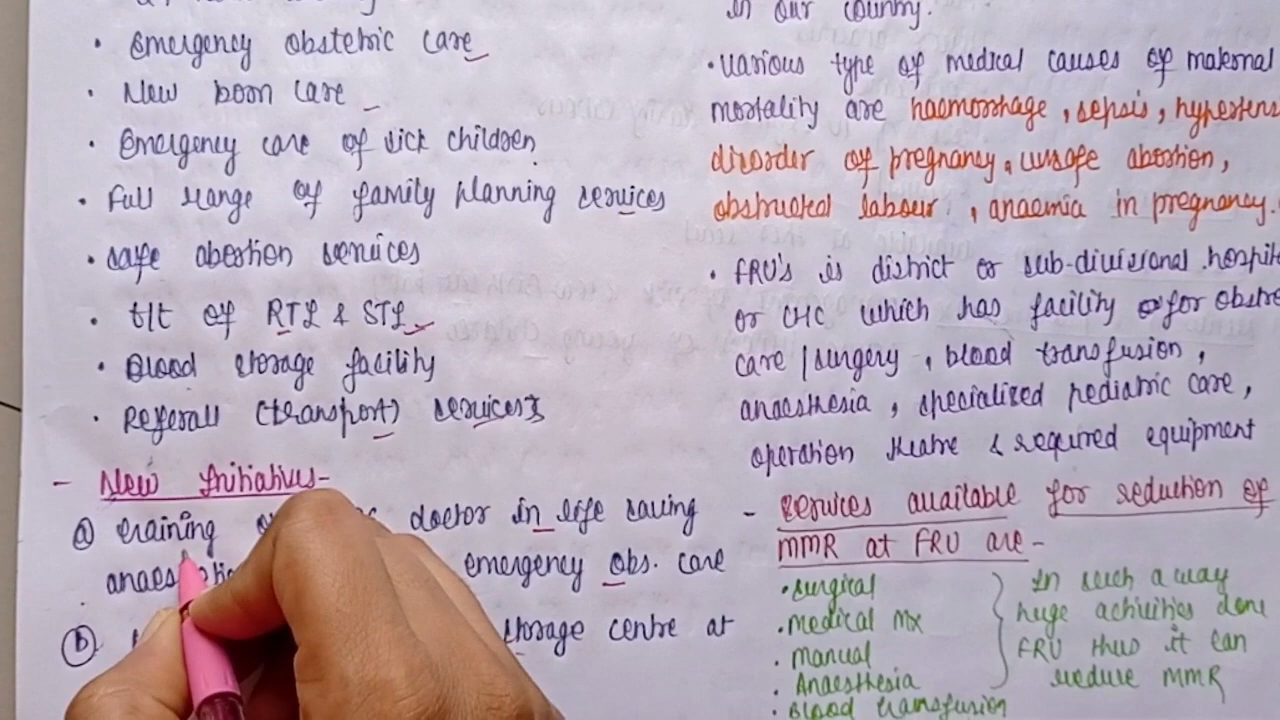 • Emergency obstetric care
• New born care
• Emergency care of sick children
• Full range of family planning services
• safe abortion services
• t/t of RTI & STI
• Blood storage facility
• Referall (transport) services
- New Initiatives-
(a) training doctor in life saving
emergency obs. care
(b) storage centre at
in our country.
• Various type of medical causes of maternal
mortality are haemorrhage, sepsis, hypertens
disorder of pregnancy, unsafe abortion,
obstructed labour, anaemia in pregnancy.
• FRU's is district or sub-divisional hospit
or CHC which has facility for obste
care / surgery, blood transfusion,
anaesthesia, specialized pediatric care,
operation theatre & required equipment
- Services available for reduction of
MMR at FRU are-
• surgical
• medical mx
• manual
• Anaesthesia
• Blood transfusion
In such a way
huge activities done
FRU thus it can
reduce MMR